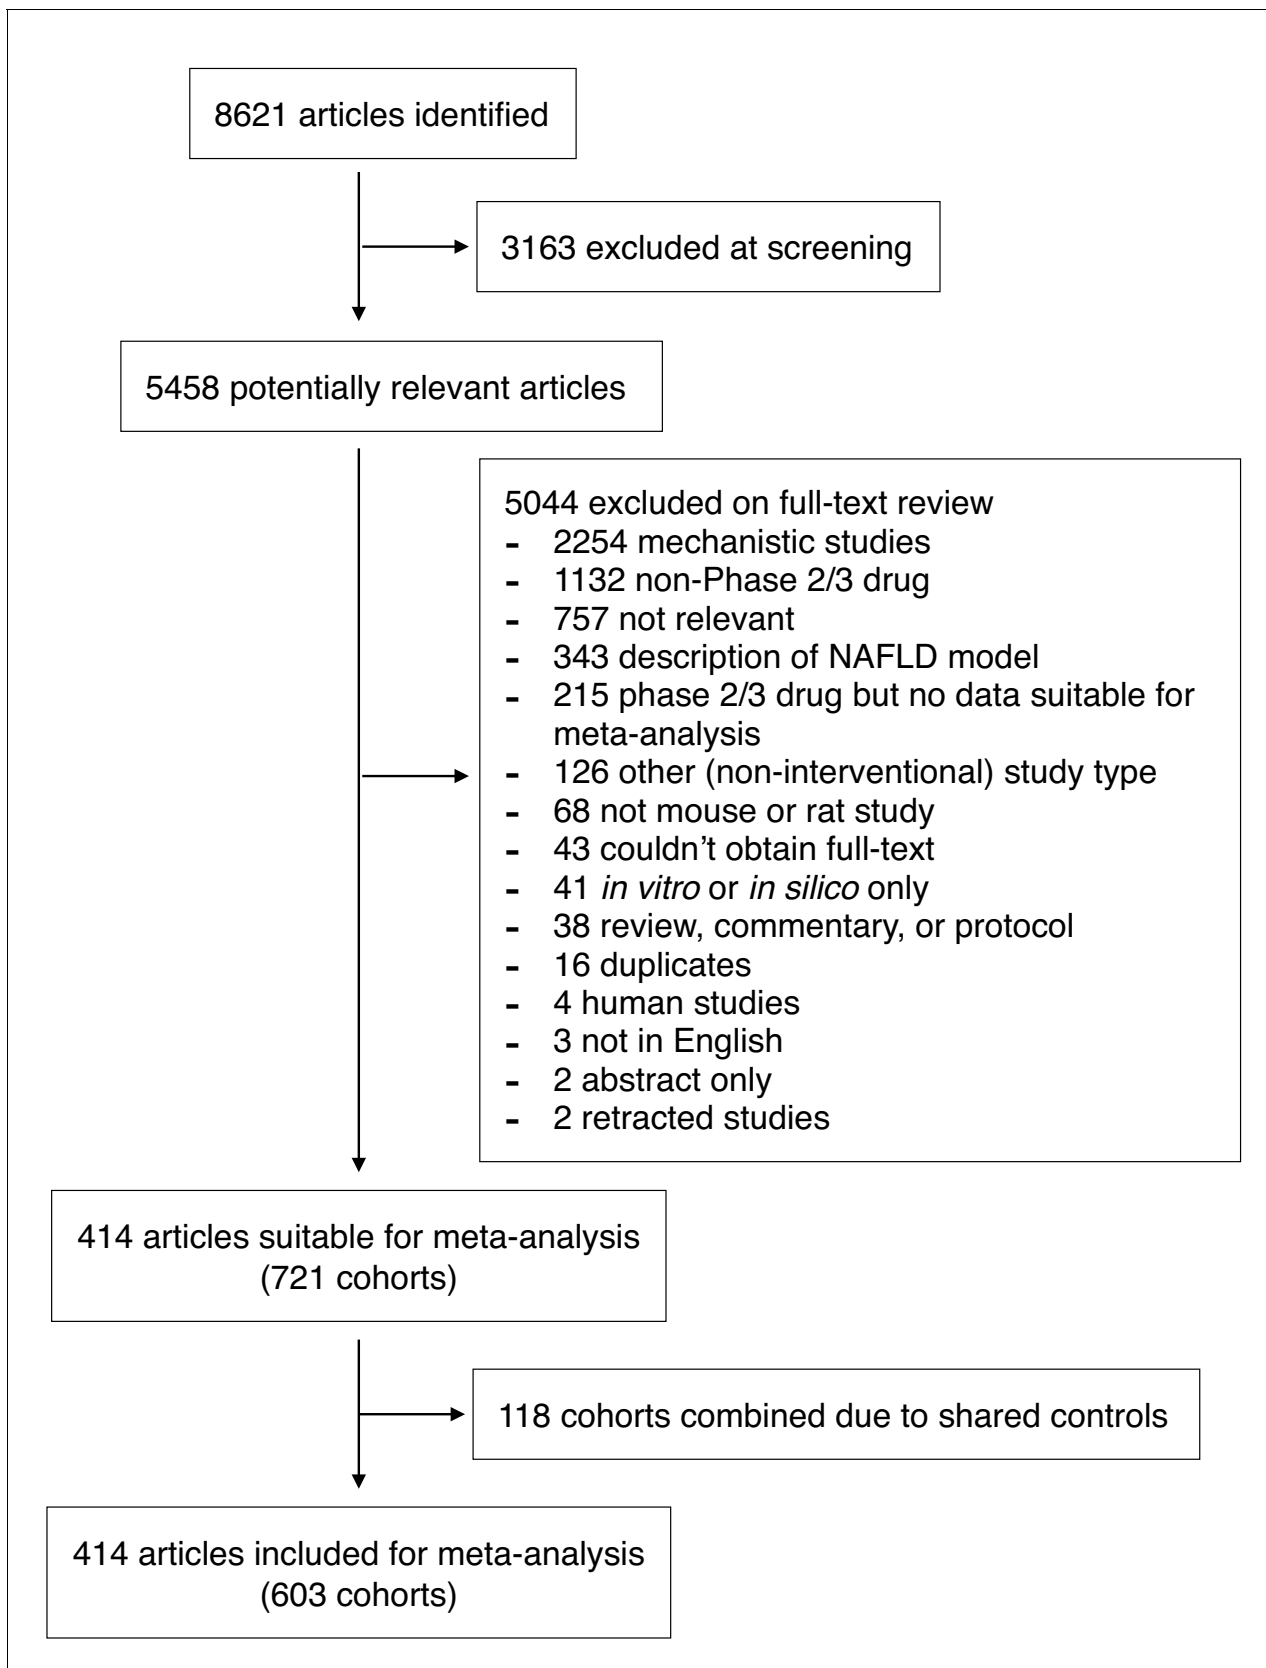 8621 articles identified
3163 excluded at screening
5458 potentially relevant articles
5044 excluded on full-text review
- 2254 mechanistic studies
- 1132 non-Phase 2/3 drug
- 757 not relevant
- 343 description of NAFLD model
- 215 phase 2/3 drug but no data suitable for
meta-analysis
- 126 other (non-interventional) study type
- 68 not mouse or rat study
- 43 couldn’t obtain full-text
- 41 in vitro or in silico only
- 38 review, commentary, or protocol
- 16 duplicates
- 4 human studies
- 3 not in English
- 2 abstract only
- 2 retracted studies
414 articles suitable for meta-analysis
(721 cohorts)
118 cohorts combined due to shared controls
414 articles included for meta-analysis
(603 cohorts)